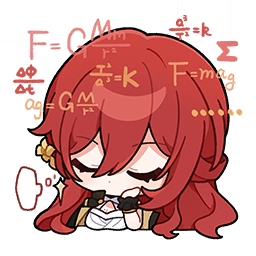 a³/T²=K
F=GMm/r²
Σ
Δφ/Δt
a³/T²=K
F=mag
ag=GM/r²
......